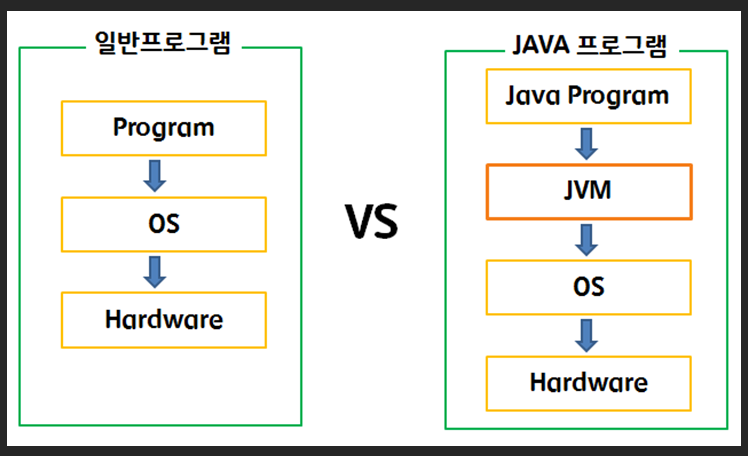 일반프로그램
Program
OS
Hardware
VS
JAVA 프로그램
Java Program
JVM
OS
Hardware